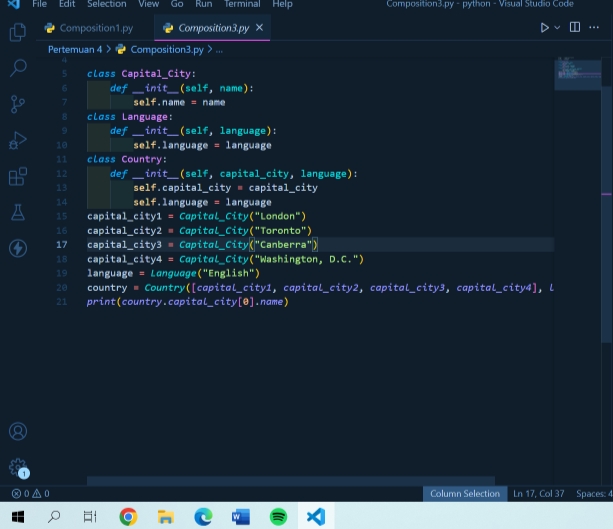 File Edit Selection View Go Run Terminal Help Composition3.py - python - Visual Studio Code
Composition1.py Composition3.py
Pertemuan 4 > Composition3.py > ...
4
5 class Capital_City:
6 def __init__(self, name):
7 self.name = name
8 class Language:
9 def __init__(self, language):
10 self.language = language
11 class Country:
12 def __init__(self, capital_city, language):
13 self.capital_city = capital_city
14 self.language = language
15 capital_city1 = Capital_City("London")
16 capital_city2 = Capital_City("Toronto")
17 capital_city3 = Capital_City("Canberra")
18 capital_city4 = Capital_City("Washington, D.C.")
19 language = Language("English")
20 country = Country([capital_city1, capital_city2, capital_city3, capital_city4], l
21 print(country.capital_city[0].name)
1
0 0 Column Selection Ln 17, Col 37 Spaces: 4